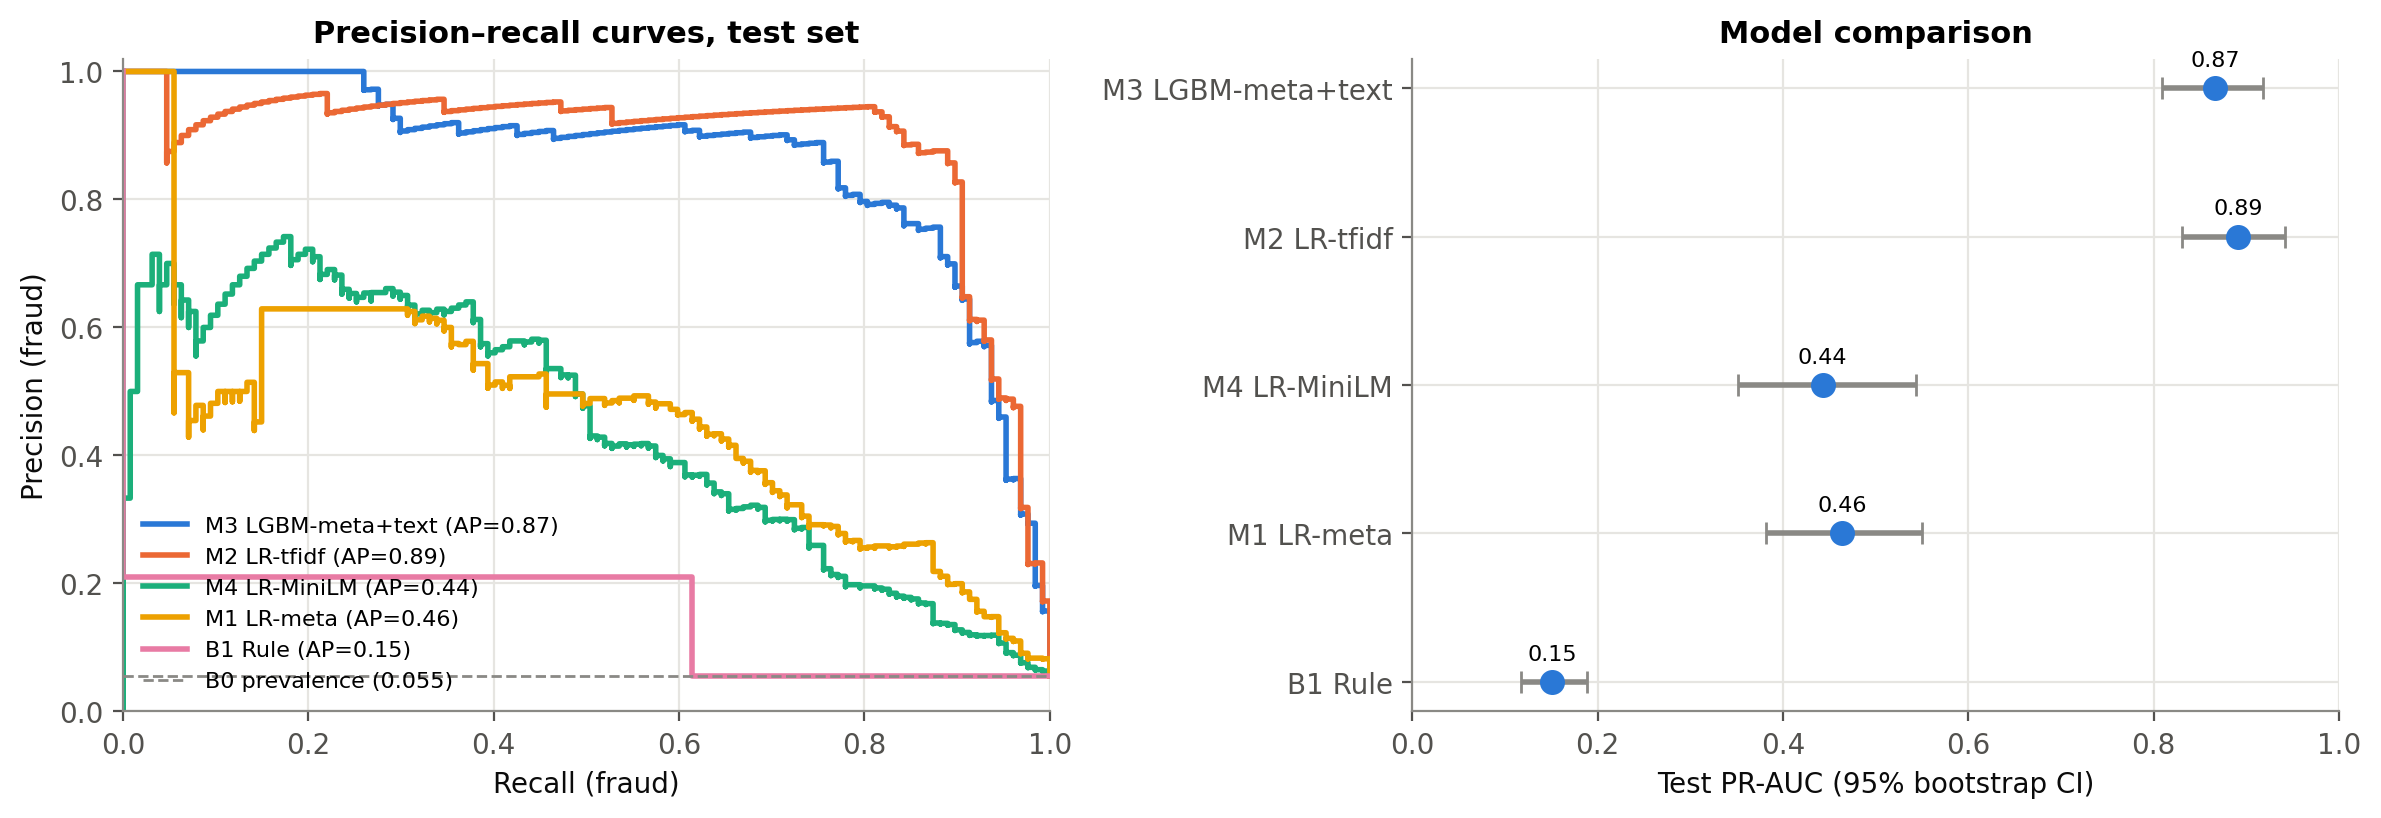 Precision–recall curves, test set
1.0
0.8
0.6
0.4
0.2
0.0
Precision (fraud)
M3 LGBM-meta+text (AP=0.87)
M2 LR-tfidf (AP=0.89)
M4 LR-MiniLM (AP=0.44)
M1 LR-meta (AP=0.46)
B1 Rule (AP=0.15)
B0 prevalence (0.055)
0.0 0.2 0.4 0.6 0.8 1.0
Recall (fraud)
Model comparison
0.87
M3 LGBM-meta+text
0.89
M2 LR-tfidf
0.44
M4 LR-MiniLM
0.46
M1 LR-meta
0.15
B1 Rule
0.0 0.2 0.4 0.6 0.8 1.0
Test PR-AUC (95% bootstrap CI)